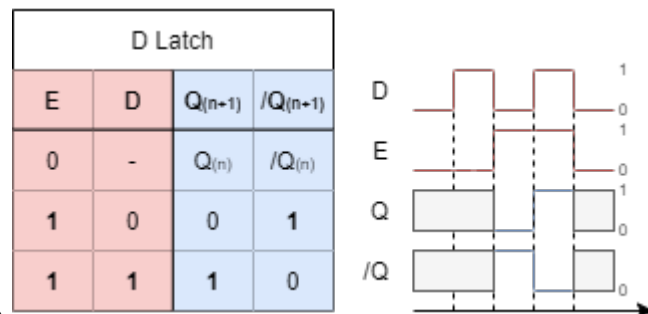 D Latch
E D Q(n+1) /Q(n+1)
0 - Q(n) /Q(n)
1 0 0 1
1 1 1 0
D 1
0
E 1
0
Q 1
0
/Q
0